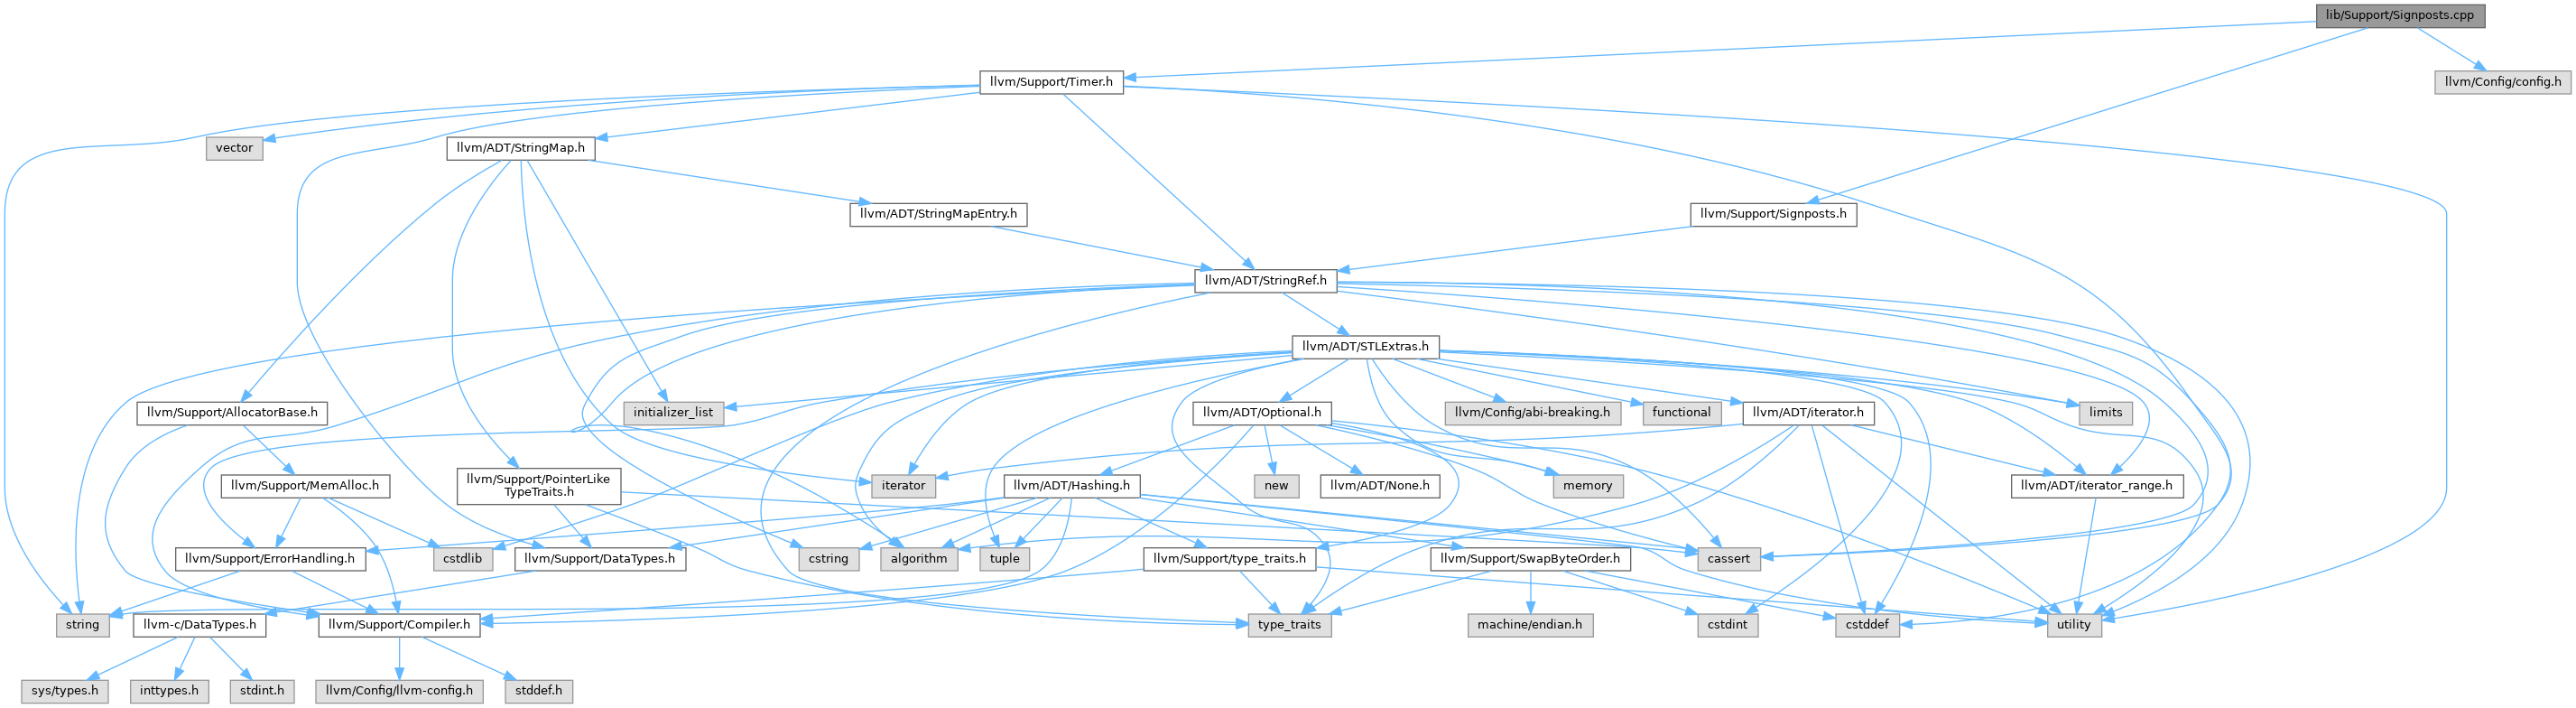 lib/Support/Signposts.cpp
llvm/Support/Timer.h
llvm/Config/config.h
vector
llvm/ADT/StringMap.h
llvm/ADT/StringMapEntry.h
llvm/Support/Signposts.h
llvm/ADT/StringRef.h
llvm/ADT/STLExtras.h
llvm/Support/AllocatorBase.h
initializer_list
llvm/ADT/Optional.h
llvm/Config/abi-breaking.h
functional
llvm/ADT/iterator.h
limits
llvm/Support/MemAlloc.h
llvm/Support/PointerLike
TypeTraits.h
iterator
llvm/ADT/Hashing.h
new
llvm/ADT/None.h
memory
llvm/ADT/iterator_range.h
llvm/Support/ErrorHandling.h
cstdlib
llvm/Support/DataTypes.h
cstring
algorithm
tuple
llvm/Support/type_traits.h
llvm/Support/SwapByteOrder.h
cassert
string
llvm-c/DataTypes.h
llvm/Support/Compiler.h
type_traits
machine/endian.h
cstdint
cstddef
utility
sys/types.h
inttypes.h
stdint.h
llvm/Config/llvm-config.h
stddef.h